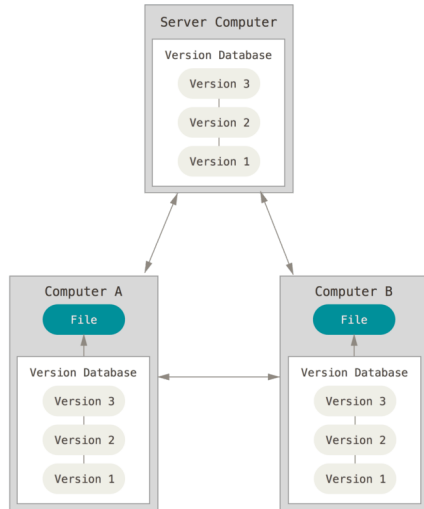 Server Computer
Version Database
Version 3
Version 2
Version 1
Computer A
File
Version Database
Version 3
Version 2
Version 1
Computer B
File
Version Database
Version 3
Version 2
Version 1